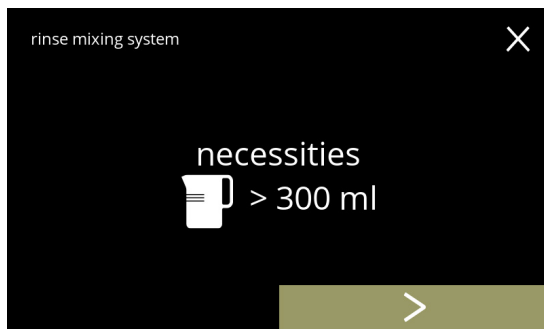 rinse mixing system
necessities
> 300 ml